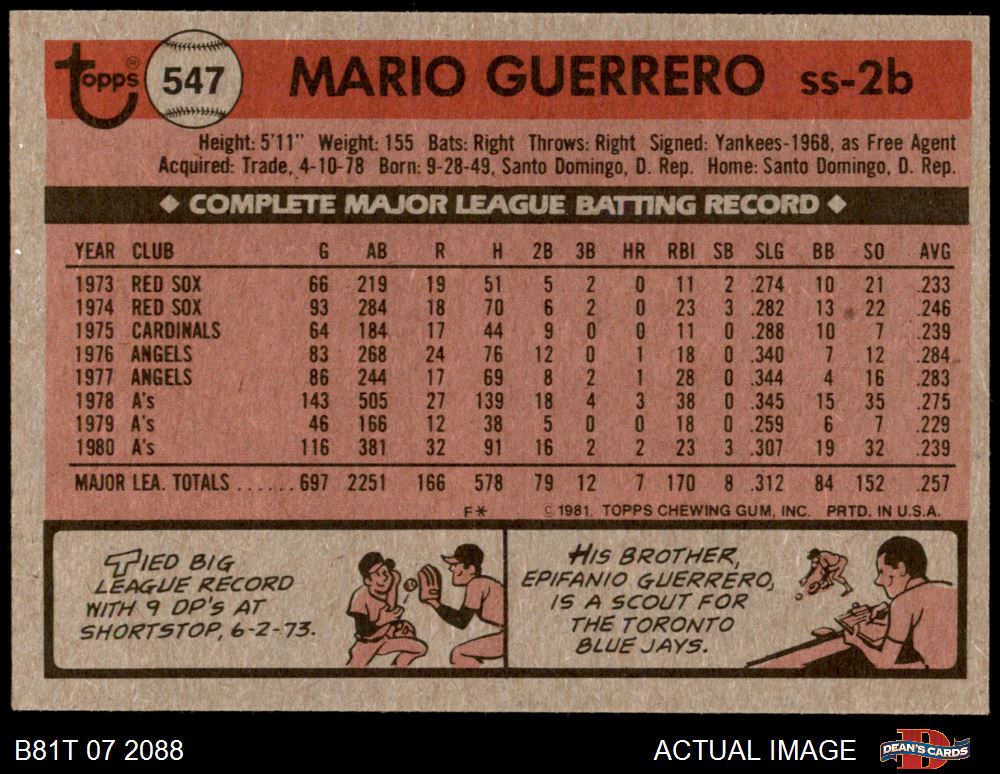 Topps® 547 MARIO GUERRERO ss-2b
Height: 5'11" Weight: 155 Bats: Right Throws: Right Signed: Yankees-1968, as Free Agent
Acquired: Trade, 4-10-78 Born: 9-28-49, Santo Domingo, D. Rep. Home: Santo Domingo, D. Rep.
◆ COMPLETE MAJOR LEAGUE BATTING RECORD ◆
YEAR CLUB G AB R H 2B 3B HR RBI SB SLG BB SO AVG
1973 RED SOX 66 219 19 51 5 2 0 11 2 .274 10 21 .233
1974 RED SOX 93 284 18 70 6 2 0 23 3 .282 13 22 .246
1975 CARDINALS 64 184 17 44 9 0 0 11 0 .288 10 7 .239
1976 ANGELS 83 268 24 76 12 0 1 18 0 .340 7 12 .284
1977 ANGELS 86 244 17 69 8 2 1 28 0 .344 4 16 .283
1978 A's 143 505 27 139 18 4 3 38 0 .345 15 35 .275
1979 A's 46 166 12 38 5 0 0 18 0 .259 6 7 .229
1980 A's 116 381 32 91 16 2 2 23 3 .307 19 32 .239
MAJOR LEA. TOTALS ...... 697 2251 166 578 79 12 7 170 8 .312 84 152 .257
F* © 1981, TOPPS CHEWING GUM, INC. PRTD. IN U.S.A.
TIED BIG
LEAGUE RECORD
WITH 9 DP'S AT
SHORTSTOP, 6-2-73.
HIS BROTHER,
EPIFANIO GUERRERO,
IS A SCOUT FOR
THE TORONTO
BLUE JAYS.
B81T 07 2088 ACTUAL IMAGE DEAN'S CARDS